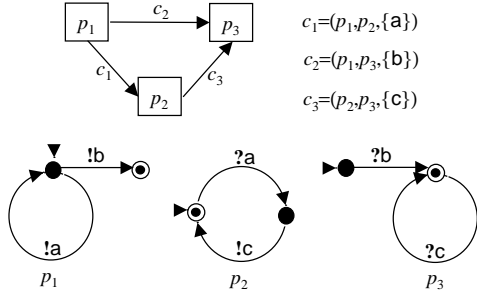 p1 c2 p3 c1=(p1,p2,{a})
c1 c3 c2=(p1,p3,{b})
p2 c3=(p2,p3,{c})
!b ?a ?b
!a !c ?c
p1 p2 p3